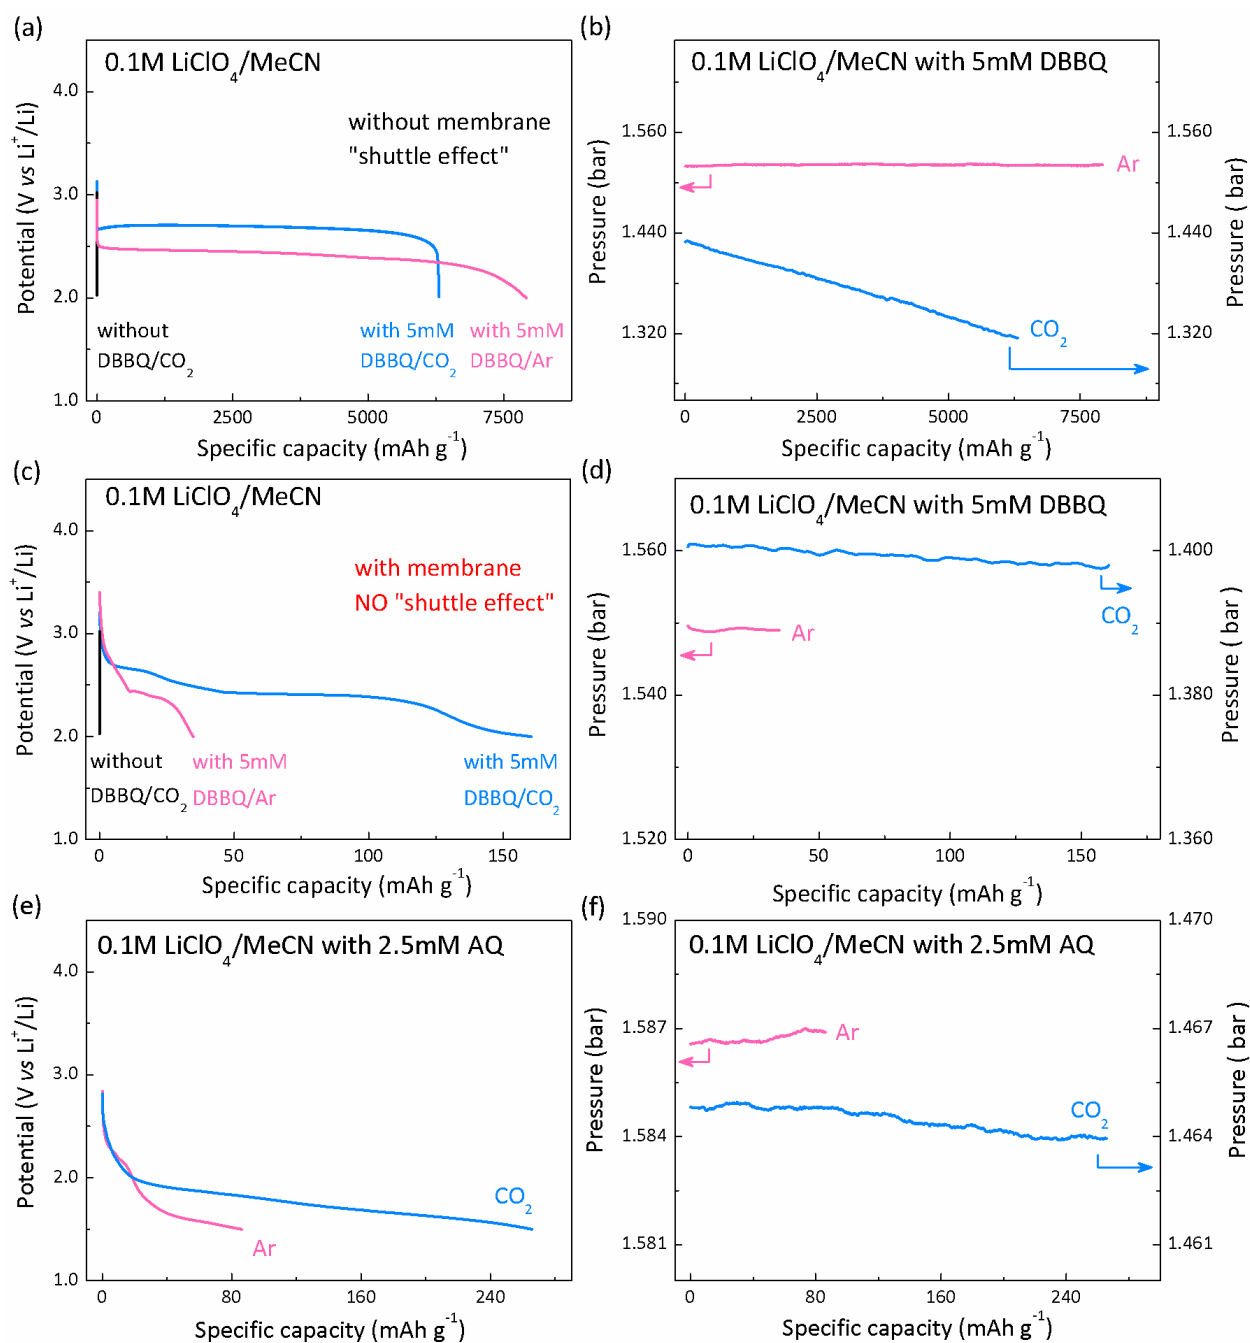 (a)
0.1M LiClO₄/MeCN
without membrane
"shuttle effect"
4.0
3.0
2.0
1.0
Potential (V vs Li⁺/Li)
without
DBBQ/CO₂
with 5mM
DBBQ/CO₂
with 5mM
DBBQ/Ar
0
2500
5000
7500
Specific capacity (mAh g⁻¹)
(b)
0.1M LiClO₄/MeCN with 5mM DBBQ
1.560
1.440
1.320
Pressure (bar)
Ar
CO₂
1.560
1.440
1.320
Pressure ( bar)
0
2500
5000
7500
Specific capacity (mAh g⁻¹)
(c)
0.1M LiClO₄/MeCN
with membrane
NO "shuttle effect"
4.0
3.0
2.0
1.0
Potential (V vs Li⁺/Li)
without
DBBQ/CO₂
with 5mM
DBBQ/Ar
with 5mM
DBBQ/CO₂
0
50
100
150
Specific capacity (mAh g⁻¹)
(d)
0.1M LiClO₄/MeCN with 5mM DBBQ
1.560
1.540
1.520
Pressure (bar)
CO₂
Ar
1.400
1.380
1.360
Pressure ( bar)
0
50
100
150
Specific capacity (mAh g⁻¹)
(e)
0.1M LiClO₄/MeCN with 2.5mM AQ
4.0
3.0
2.0
1.0
Potential (V vs Li⁺/Li)
CO₂
Ar
0
80
160
240
Specific capacity (mAh g⁻¹)
(f)
0.1M LiClO₄/MeCN with 2.5mM AQ
1.590
1.587
1.584
1.581
Pressure (bar)
Ar
CO₂
1.470
1.467
1.464
1.461
Pressure ( bar )
0
80
160
240
Specific capacity (mAh g⁻¹)